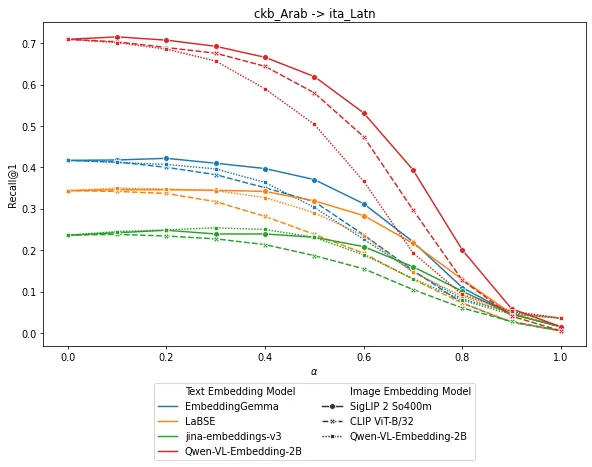 ckb_Arab -> ita_Latn
Recall@1
0.7
0.6
0.5
0.4
0.3
0.2
0.1
0.0
0.0 0.2 0.4 0.6 0.8 1.0
α
Text Embedding Model Image Embedding Model
EmbeddingGemma SigLIP 2 So400m
LaBSE CLIP ViT-B/32
jina-embeddings-v3 Qwen-VL-Embedding-2B
Qwen-VL-Embedding-2B